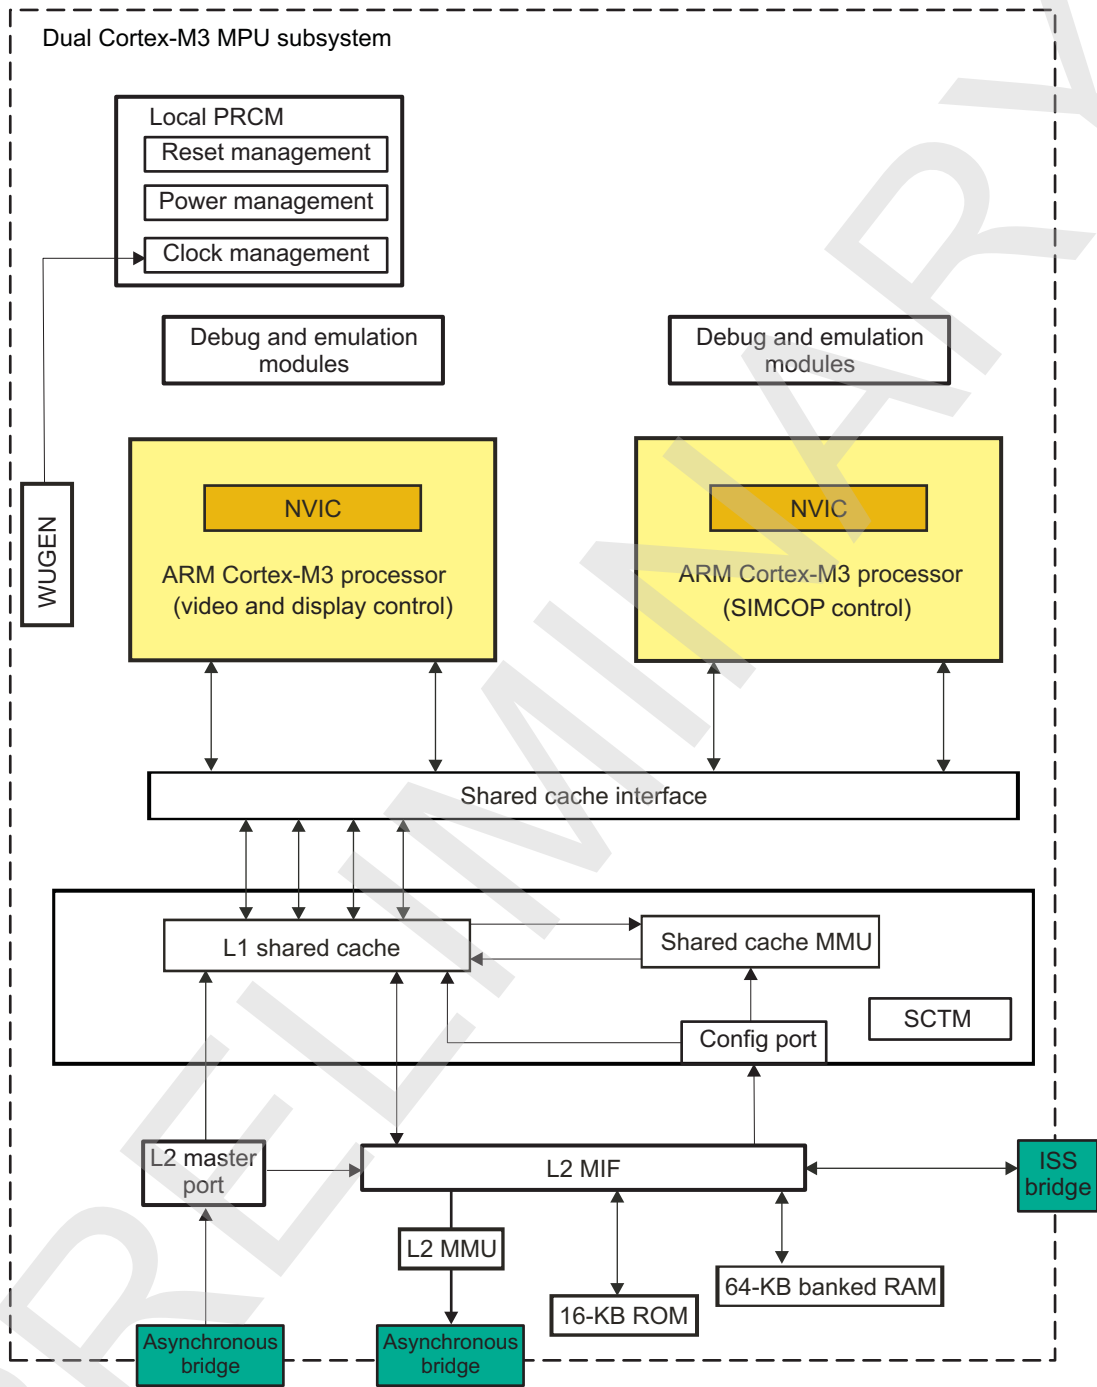 Dual Cortex-M3 MPU subsystem
Local PRCM
Reset management
Power management
Clock management
Debug and emulation
modules
Debug and emulation
modules
WUGEN
NVIC
ARM Cortex-M3 processor
(video and display control)
NVIC
ARM Cortex-M3 processor
(SIMCOP control)
Shared cache interface
L1 shared cache
Shared cache MMU
SCTM
Config port
L2 master
port
L2 MIF
ISS
bridge
L2 MMU
16-KB ROM
64-KB banked RAM
Asynchronous
bridge
Asynchronous
bridge
PRELIMINARY